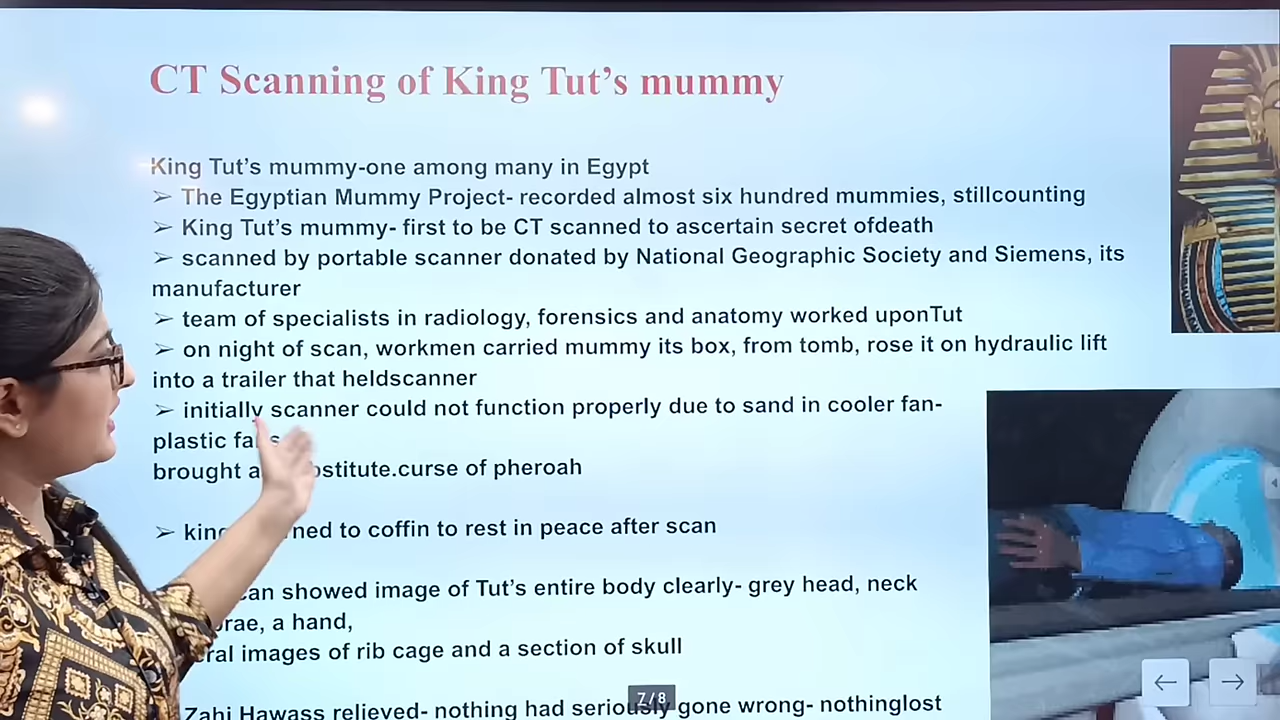 CT Scanning of King Tut's mummy
King Tut's mummy-one among many in Egypt
➢ The Egyptian Mummy Project- recorded almost six hundred mummies, stillcounting
➢ King Tut's mummy- first to be CT scanned to ascertain secret ofdeath
➢ scanned by portable scanner donated by National Geographic Society and Siemens, its
manufacturer
➢ team of specialists in radiology, forensics and anatomy worked uponTut
➢ on night of scan, workmen carried mummy its box, from tomb, rose it on hydraulic lift
into a trailer that heldscanner
➢ initially scanner could not function properly due to sand in cooler fan-
plastic
brought curse of pheroah
➢ to coffin to rest in peace after scan
showed image of Tut's entire body clearly- grey head, neck
a hand,
images of rib cage and a section of skull
Zahi Hawass relieved- nothing had seriously gone wrong- nothinglost
7/8